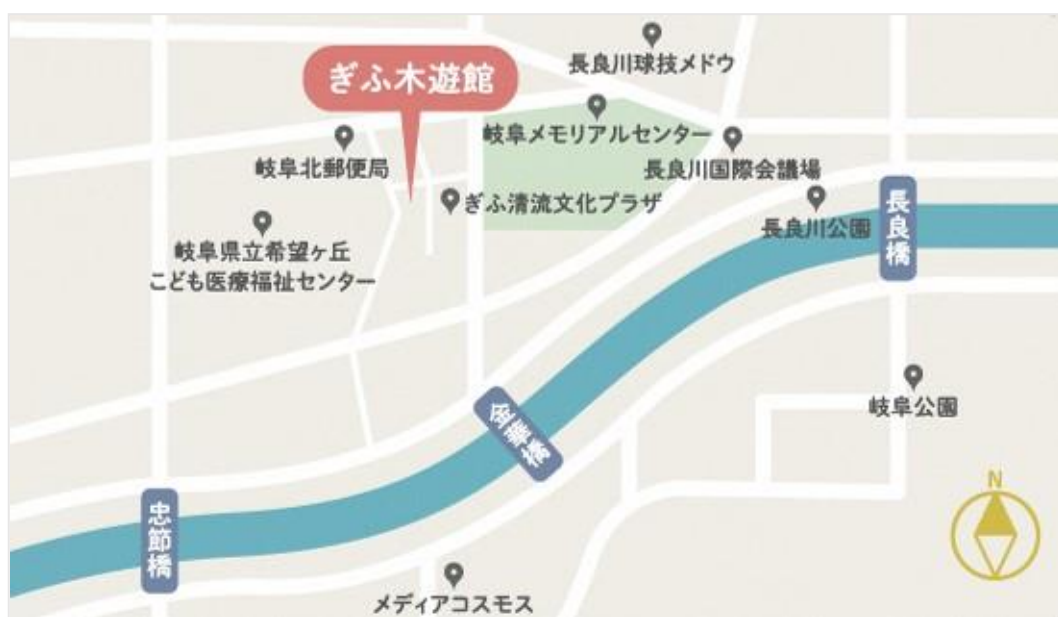 長良川球技メドウ
ぎふ木遊館
岐阜メモリアルセンター
岐阜北郵便局
長良川国際会議場
ぎふ清流文化プラザ
長良川公園
長良橋
岐阜県立希望ヶ丘
こども医療福祉センター
岐阜公園
金華橋
N
忠節橋
メディアコスモス